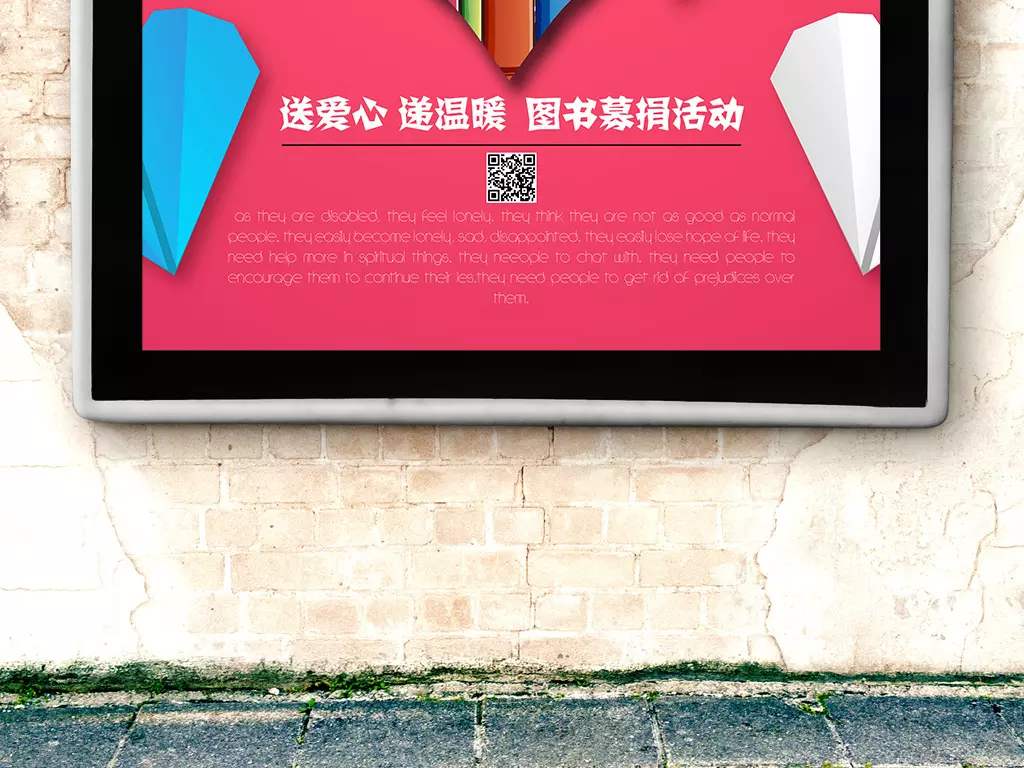 送爱心 递温暖 图书募捐活动
as they are disabled, they feel lonely. they think they are not as good as normal
people. they easily become lonely, sad, disappointed. they easily lose hope of life. they
need help more in spiritual things. they neeople to chat with. they need people to
encourage them to continue their les.they need people to get rid of prejudices over
them.